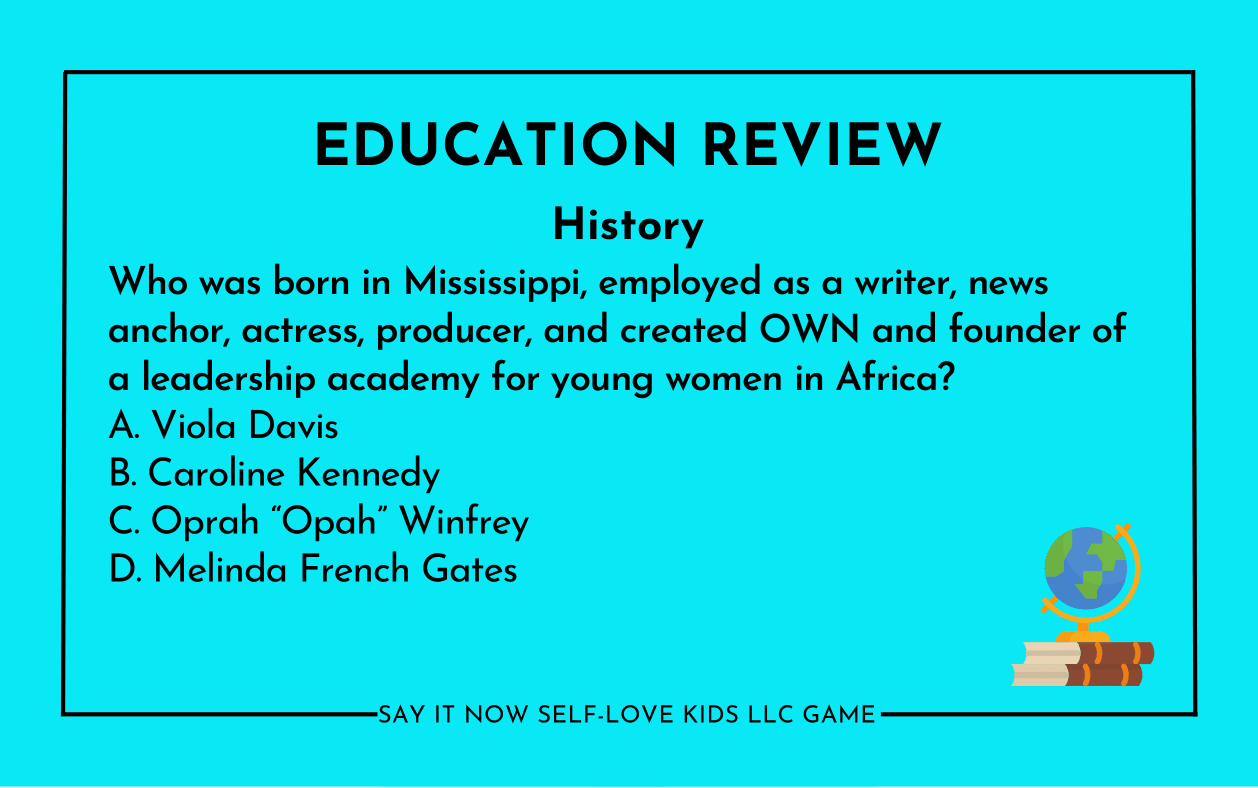 EDUCATION REVIEW
History
Who was born in Mississippi, employed as a writer, news
anchor, actress, producer, and created OWN and founder of
a leadership academy for young women in Africa?
A. Viola Davis
B. Caroline Kennedy
C. Oprah “Opah” Winfrey
D. Melinda French Gates
SAY IT NOW SELF-LOVE KIDS LLC GAME